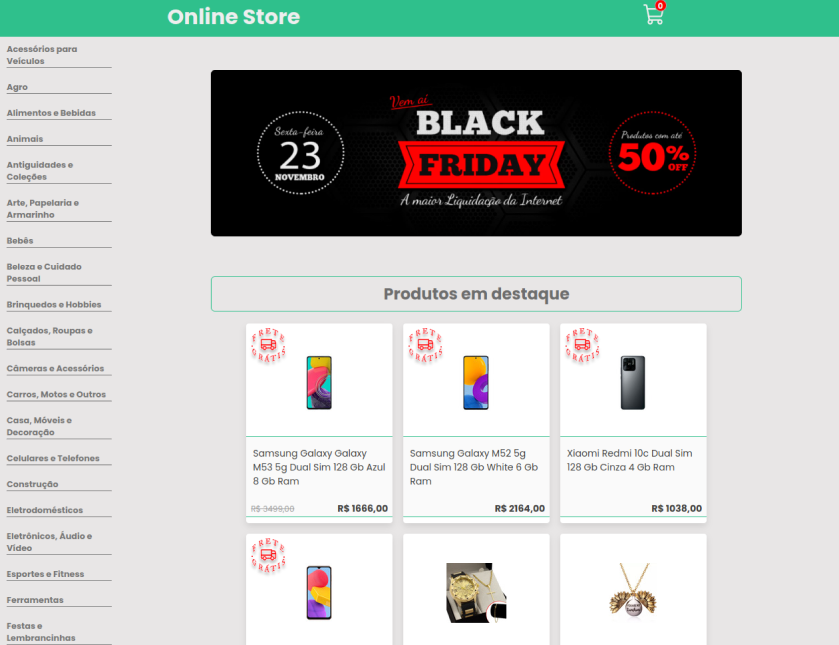 Online Store
0
Acessórios para
Veículos
Agro
Alimentos e Bebidas
Animais
Antiguidades e
Coleções
Arte, Papelaria e
Armarinho
Bebês
Beleza e Cuidado
Pessoal
Brinquedos e Hobbies
Calçados, Roupas e
Bolsas
Câmeras e Acessórios
Carros, Motos e Outros
Casa, Móveis e
Decoração
Celulares e Telefones
Construção
Eletrodomésticos
Eletrônicos, Áudio e
Vídeo
Esportes e Fitness
Ferramentas
Festas e
Lembrancinhas
Sexta-feira
23
NOVEMBRO
Vem aí
BLACK
FRIDAY
A maior Liquidação da Internet
Produtos com até
50%
OFF
Produtos em destaque
FRETE
GRÁTIS
Samsung Galaxy Galaxy
M53 5g Dual Sim 128 Gb Azul
8 Gb Ram
R$ 3499,00 R$ 1666,00
FRETE
GRÁTIS
Samsung Galaxy M52 5g
Dual Sim 128 Gb White 6 Gb
Ram
R$ 2164,00
FRETE
GRÁTIS
Xiaomi Redmi 10c Dual Sim
128 Gb Cinza 4 Gb Ram
R$ 1038,00
FRETE
GRÁTIS